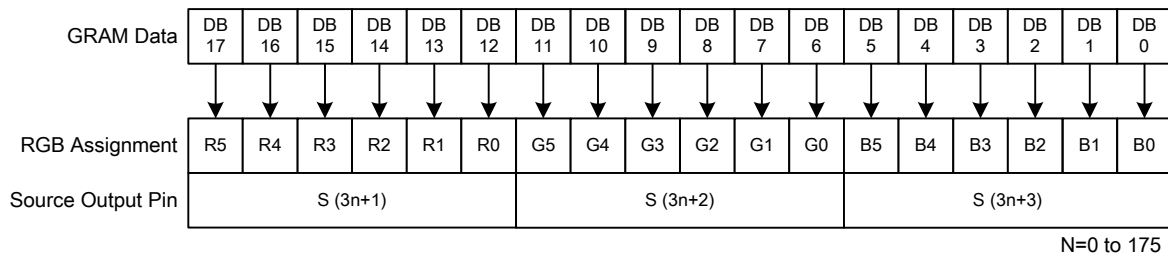 GRAM Data DB 17 DB 16 DB 15 DB 14 DB 13 DB 12 DB 11 DB 10 DB 9 DB 8 DB 7 DB 6 DB 5 DB 4 DB 3 DB 2 DB 1 DB 0
RGB Assignment R5 R4 R3 R2 R1 R0 G5 G4 G3 G2 G1 G0 B5 B4 B3 B2 B1 B0
Source Output Pin S (3n+1) S (3n+2) S (3n+3)
N=0 to 175